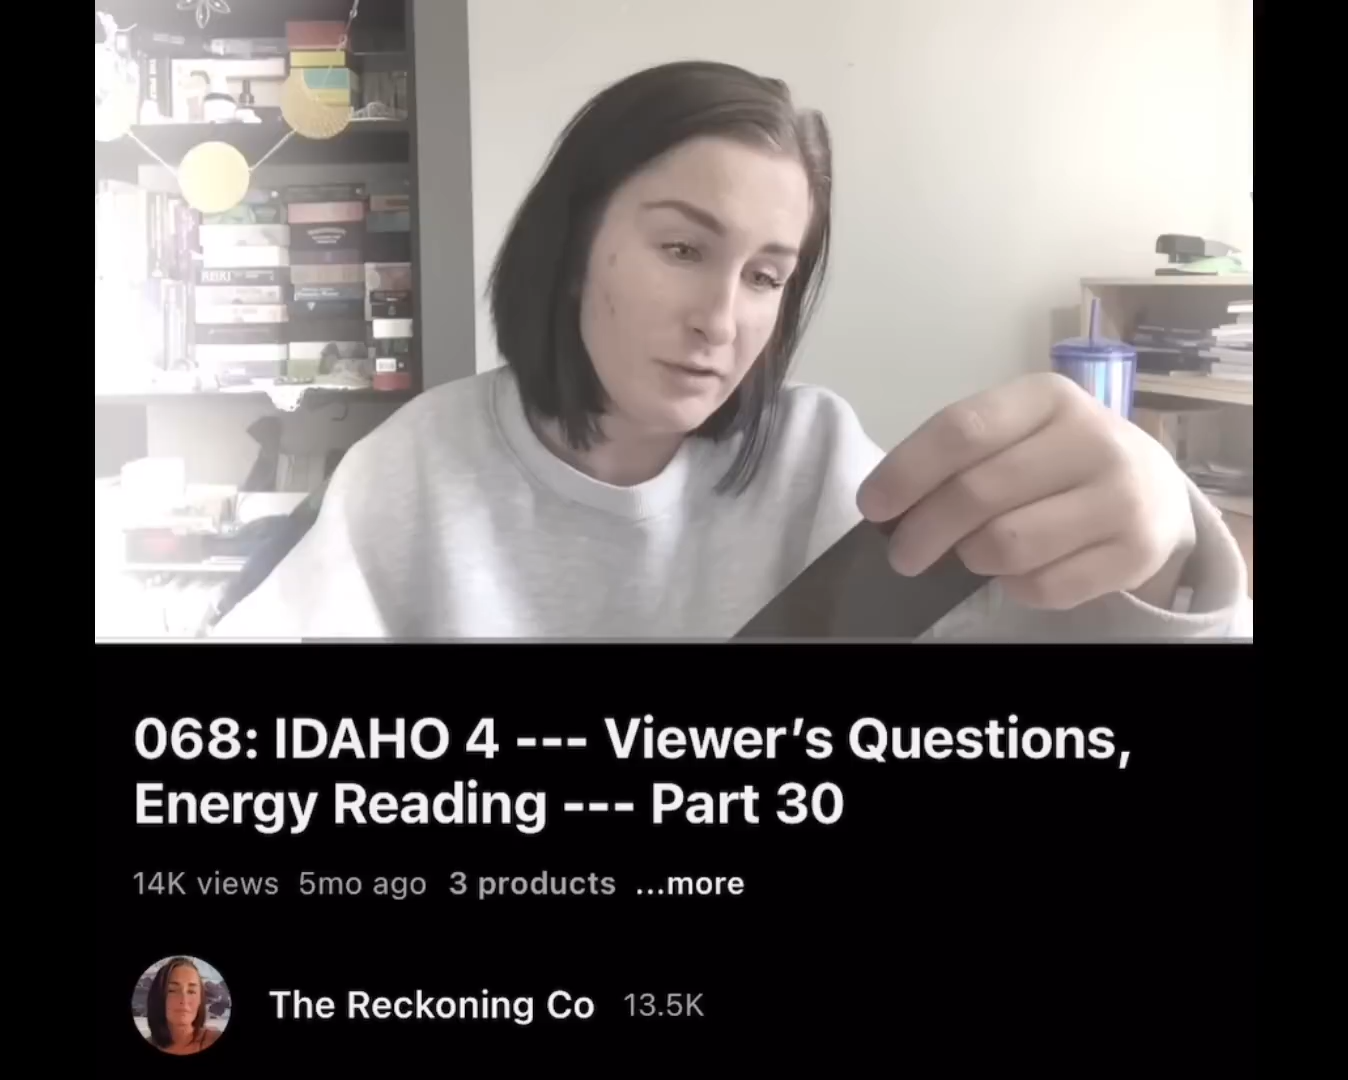 REIKI
068: IDAHO 4 --- Viewer’s Questions,
Energy Reading --- Part 30
14K views 5mo ago 3 products ...more
The Reckoning Co 13.5K